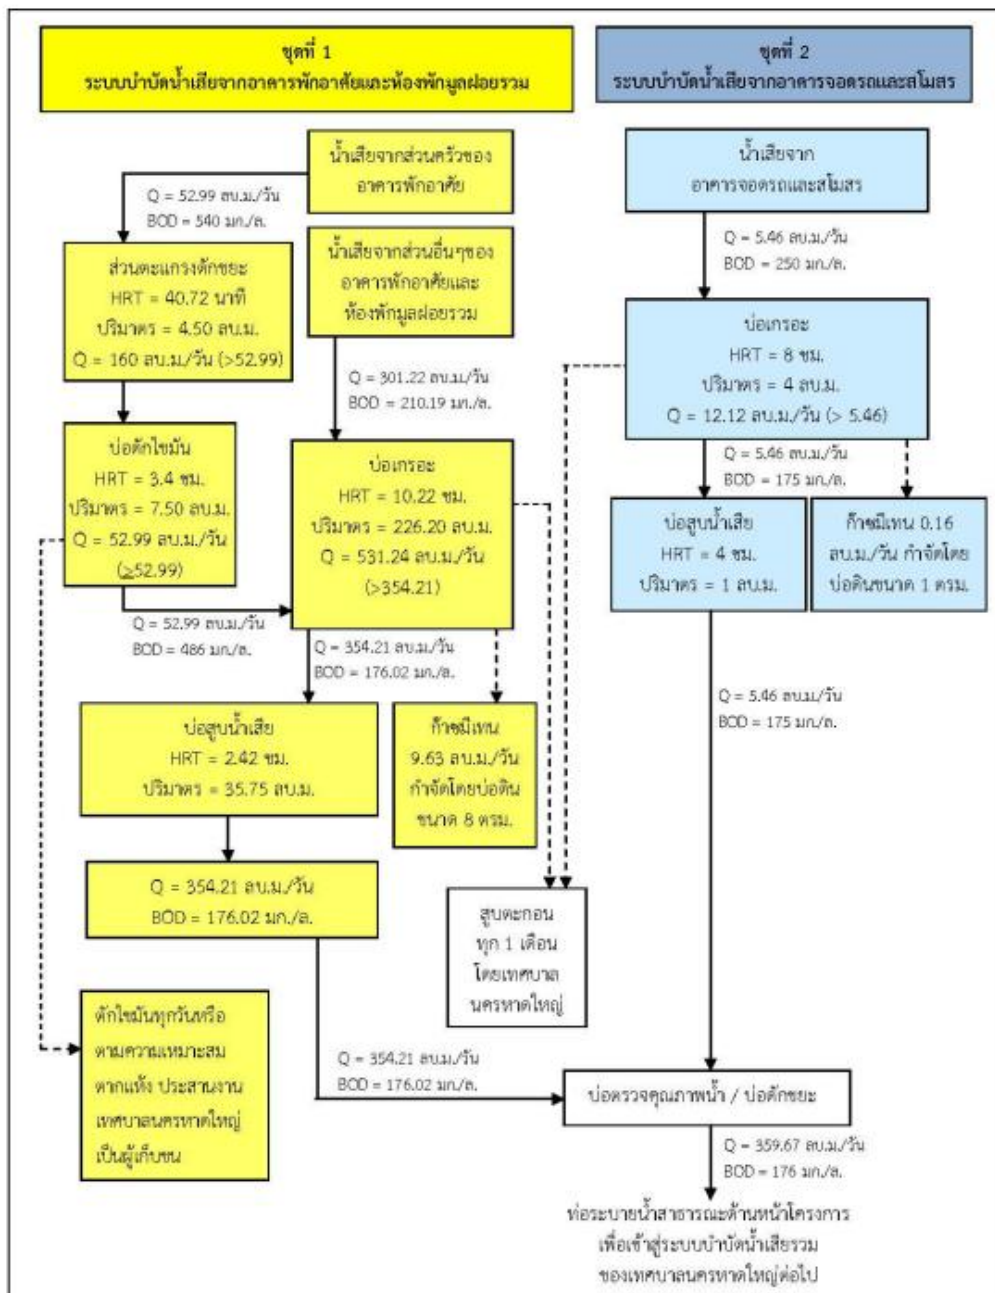 ชุดที่ 1
ระบบบำบัดน้ำเสียจากอาคารพักอาศัยและห้องพักมูลฝอยรวม
น้ำเสียจากส่วนครัวของ
อาคารพักอาศัย
Q = 52.99 ลบ.ม./วัน
BOD = 540 มก./ล.
ส่วนตะแกรงดักขยะ
HRT = 40.72 นาที
ปริมาตร = 4.50 ลบ.ม.
Q = 160 ลบ.ม./วัน (>52.99)
น้ำเสียจากส่วนอื่นๆของ
อาคารพักอาศัยและ
ห้องพักมูลฝอยรวม
Q = 301.22 ลบ.ม./วัน
BOD = 210.19 มก./ล.
บ่อดักไขมัน
HRT = 3.4 ชม.
ปริมาตร = 7.50 ลบ.ม.
Q = 52.99 ลบ.ม./วัน
(≥52.99)
บ่อเกรอะ
HRT = 10.22 ชม.
ปริมาตร = 226.20 ลบ.ม.
Q = 531.24 ลบ.ม./วัน
(>354.21)
Q = 52.99 ลบ.ม./วัน
BOD = 486 มก./ล.
Q = 354.21 ลบ.ม./วัน
BOD = 176.02 มก./ล.
บ่อสูบน้ำเสีย
HRT = 2.42 ชม.
ปริมาตร = 35.75 ลบ.ม.
ก๊าซมีเทน
9.63 ลบ.ม./วัน
กำจัดโดยบ่อดิน
ขนาด 8 ตรม.
Q = 354.21 ลบ.ม./วัน
BOD = 176.02 มก./ล.
ตักไขมันทุกวันหรือ
ตามความเหมาะสม
ตากแห้ง ประสานงาน
เทศบาลนครหาดใหญ่
เป็นผู้เก็บขน
Q = 354.21 ลบ.ม./วัน
BOD = 176.02 มก./ล.
ชุดที่ 2
ระบบบำบัดน้ำเสียจากอาคารจอดรถและสโมสร
น้ำเสียจาก
อาคารจอดรถและสโมสร
Q = 5.46 ลบ.ม./วัน
BOD = 250 มก./ล.
บ่อเกรอะ
HRT = 8 ชม.
ปริมาตร = 4 ลบ.ม.
Q = 12.12 ลบ.ม./วัน (> 5.46)
Q = 5.46 ลบ.ม./วัน
BOD = 175 มก./ล.
บ่อสูบน้ำเสีย
HRT = 4 ชม.
ปริมาตร = 1 ลบ.ม.
ก๊าซมีเทน 0.16
ลบ.ม./วัน กำจัดโดย
บ่อดินขนาด 1 ตรม.
Q = 5.46 ลบ.ม./วัน
BOD = 175 มก./ล.
สูบตะกอน
ทุก 1 เดือน
โดยเทศบาล
นครหาดใหญ่
บ่อตรวจคุณภาพน้ำ / บ่อดักขยะ
Q = 359.67 ลบ.ม./วัน
BOD = 176 มก./ล.
ท่อระบายน้ำสาธารณะด้านหน้าโครงการ
เพื่อเข้าสู่ระบบบำบัดน้ำเสียรวม
ของเทศบาลนครหาดใหญ่ต่อไป